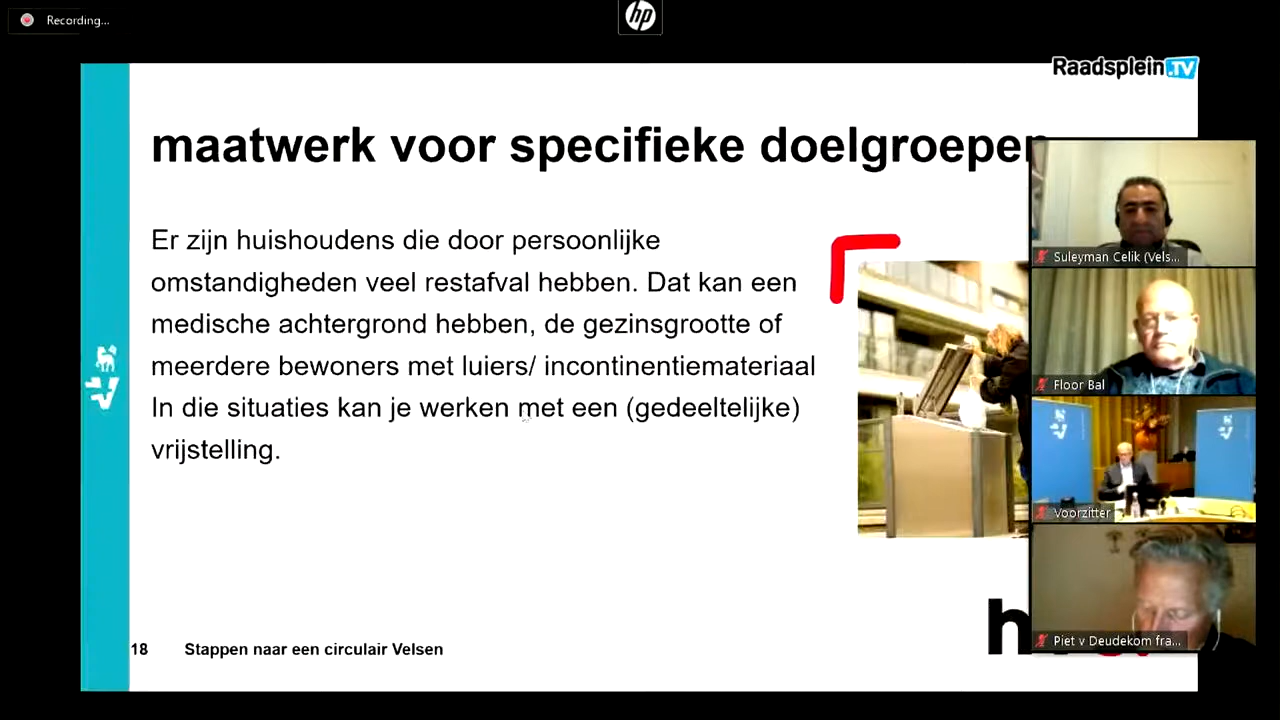 Recording...
hp
Raadsplein.TV
maatwerk voor specifieke doelgroepen
Er zijn huishoudens die door persoonlijke
omstandigheden veel restafval hebben. Dat kan een
medische achtergrond hebben, de gezinsgrootte of
meerdere bewoners met luiers/ incontinentiemateriaal
In die situaties kan je werken met een (gedeeltelijke)
vrijstelling.
18 Stappen naar een circulair Velsen
Suleyman Celik (Vels...
Floor Bal
Voorzitter
Piet v Deudekom fra...